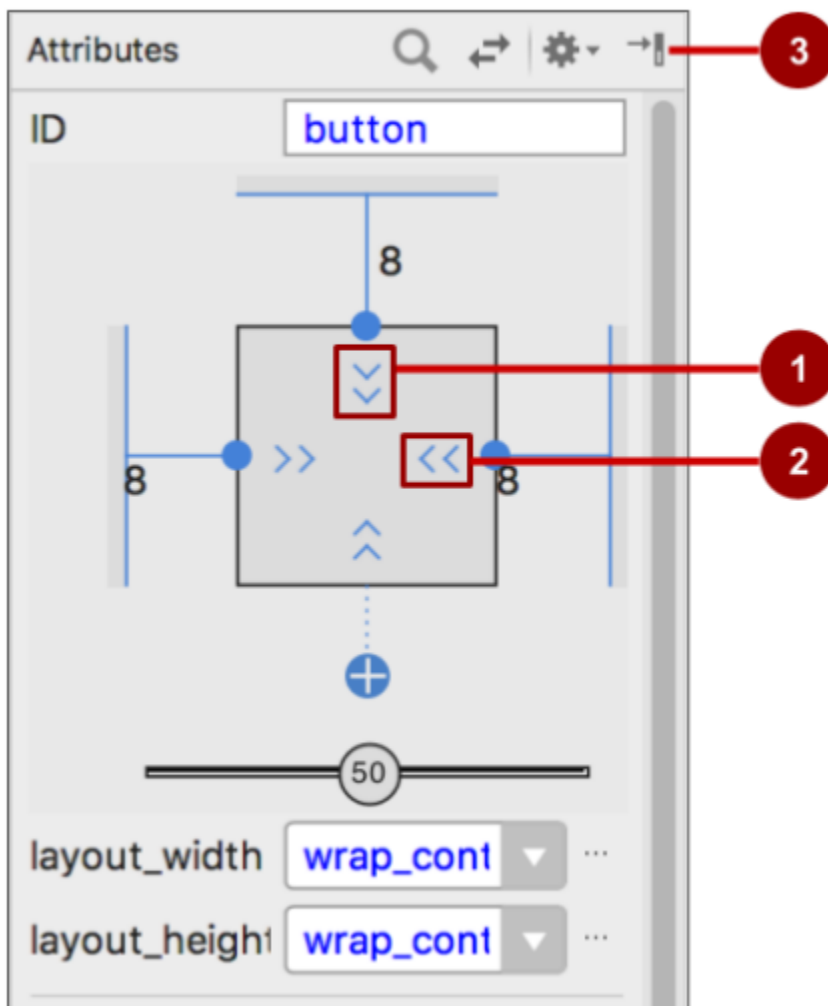 Attributes
3
ID
button
8
1
8
8
2
50
layout_width
wrap_cont
layout_height
wrap_cont